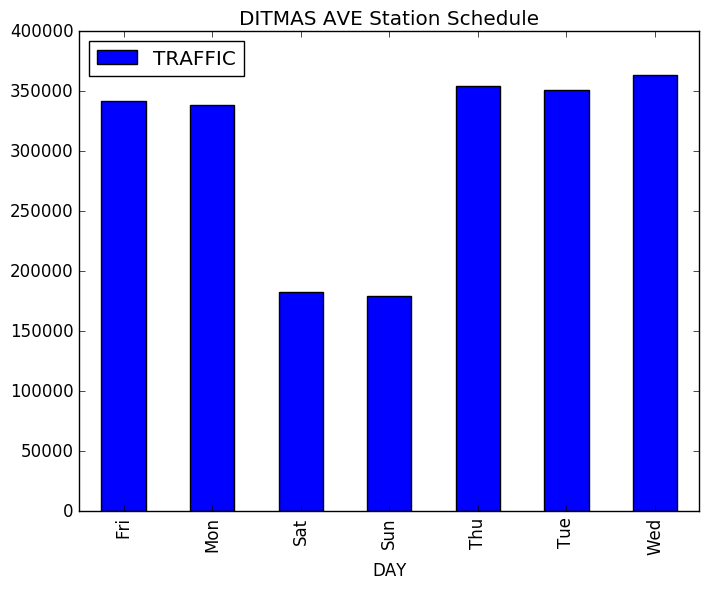 DITMAS AVE Station Schedule
TRAFFIC
400000
350000
300000
250000
200000
150000
100000
50000
0
Fri
Mon
Sat
Sun
Thu
Tue
Wed
DAY